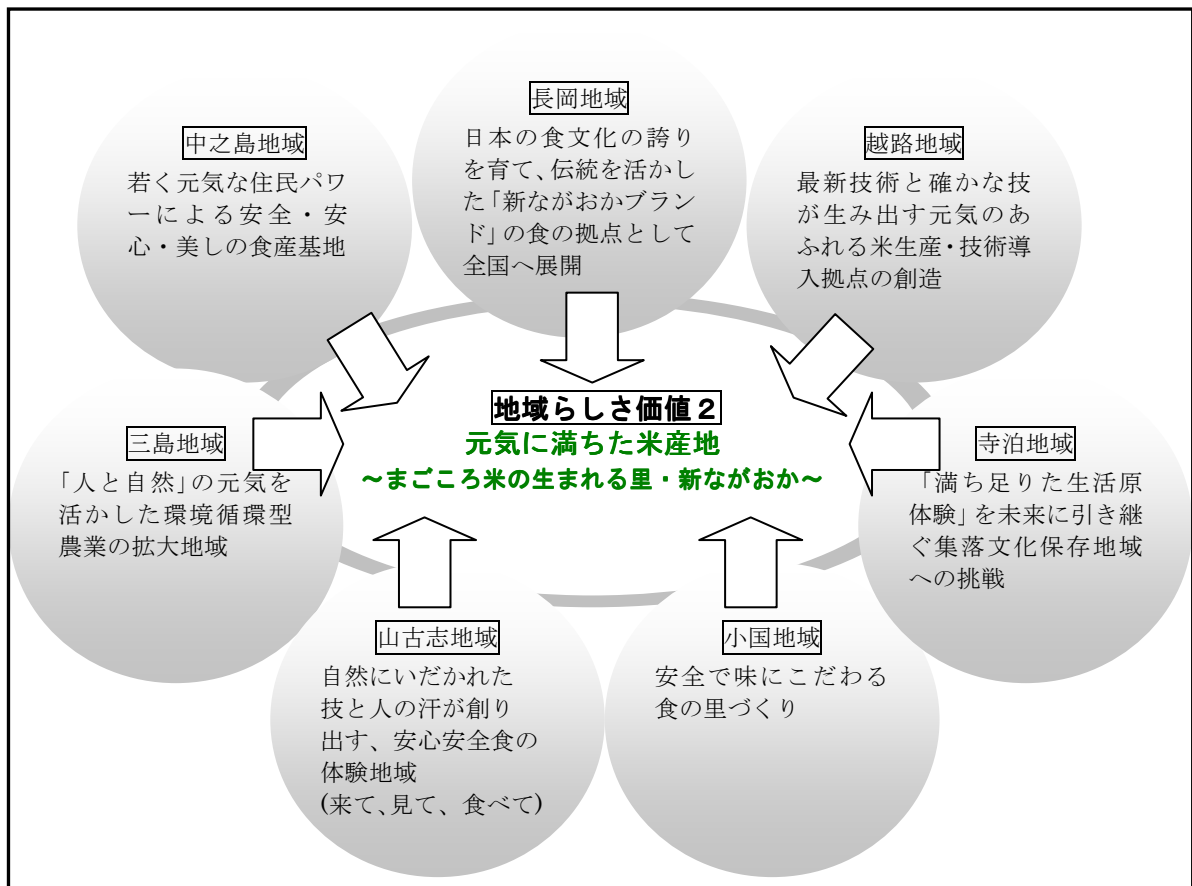 長岡地域
日本の食文化の誇り
を育て、伝統を活かし
た「新ながおかブラン
ド」の食の拠点として
全国へ展開
中之島地域
若く元気な住民パワ
ーによる安全・安
心・美しの食産基地
越路地域
最新技術と確かな技
が生み出す元気のあ
ふれる米生産・技術導
入拠点の創造
地域らしさ価値2
元気に満ちた米産地
～まごころ米の生まれる里・新ながおか～
三島地域
「人と自然」の元気を
活かした環境循環型
農業の拡大地域
寺泊地域
「満ち足りた生活原
体験」を未来に引き継
ぐ集落文化保存地域
への挑戦
山古志地域
自然にいだかれた
技と人の汗が創り
出す、安心安全食の
体験地域
(来て、見て、食べて)
小国地域
安全で味にこだわる
食の里づくり